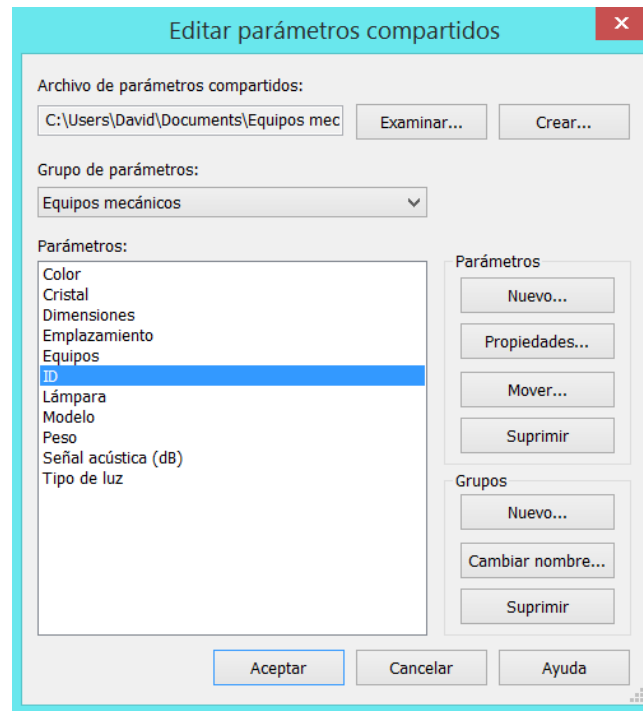 Editar parámetros compartidos
Archivo de parámetros compartidos:
C:\Users\David\Documents\Equipos mec
Examinar...
Crear...
Grupo de parámetros:
Equipos mecánicos
Parámetros:
Color
Cristal
Dimensiones
Emplazamiento
Equipos
ID
Lámpara
Modelo
Peso
Señal acústica (dB)
Tipo de luz
Parámetros
Nuevo...
Propiedades...
Mover...
Suprimir
Grupos
Nuevo...
Cambiar nombre...
Suprimir
Aceptar
Cancelar
Ayuda